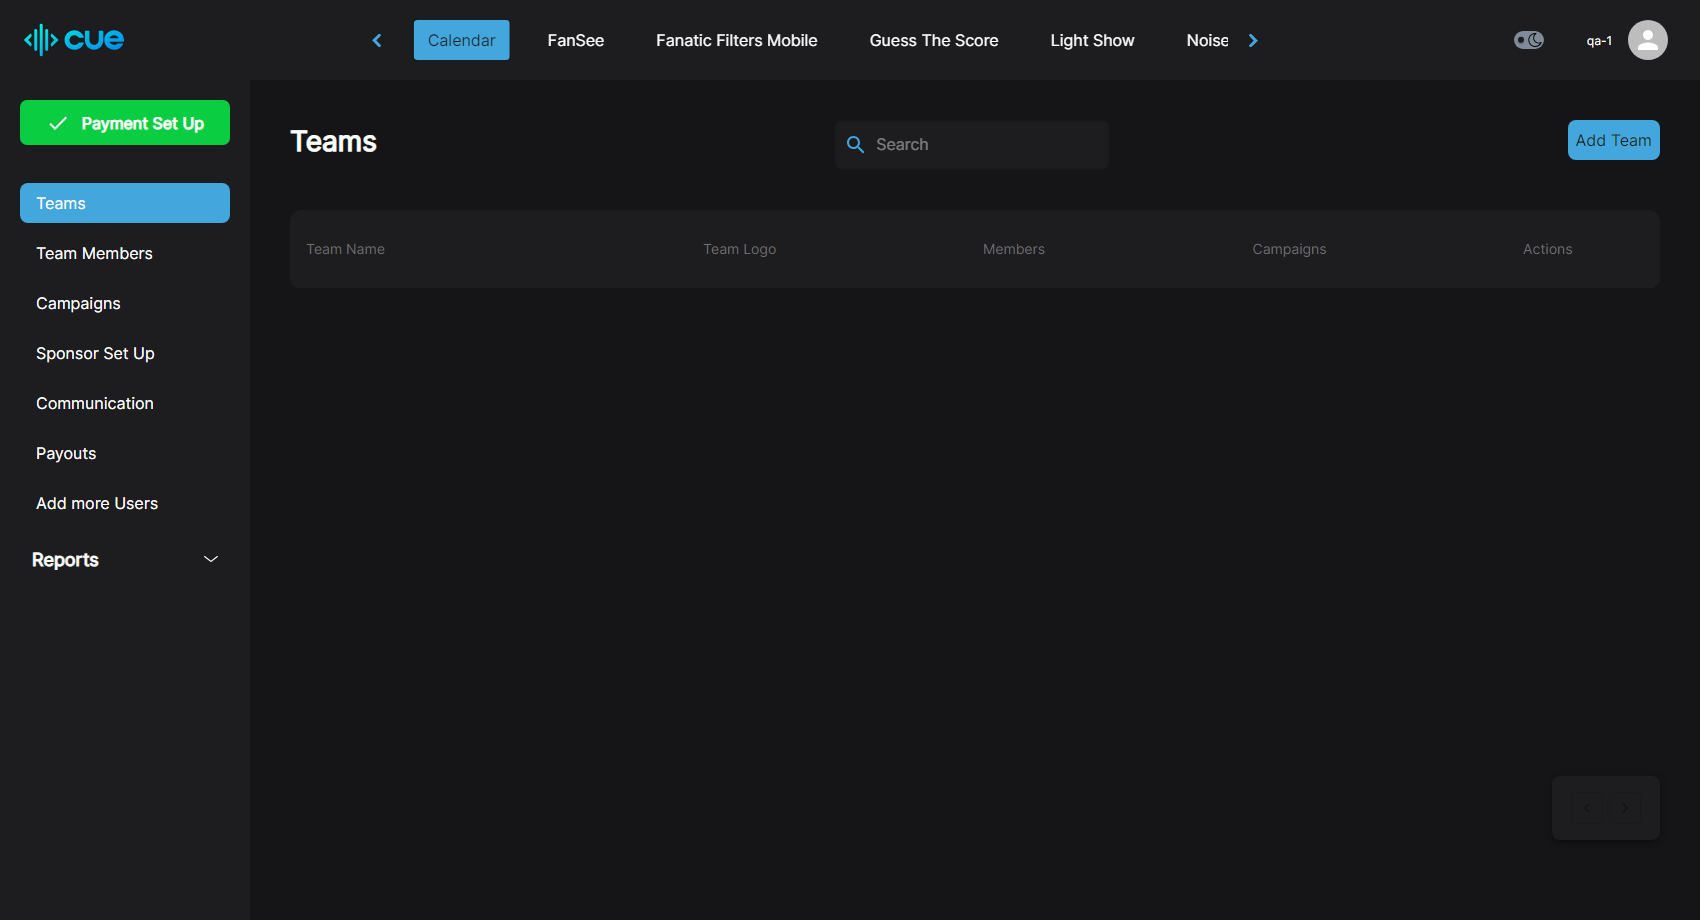 cue
Calendar
FanSee
Fanatic Filters Mobile
Guess The Score
Light Show
Noise
qa-1
Payment Set Up
Teams
Team Members
Campaigns
Sponsor Set Up
Communication
Payouts
Add more Users
Reports
Teams
Search
Add Team
Team Name
Team Logo
Members
Campaigns
Actions